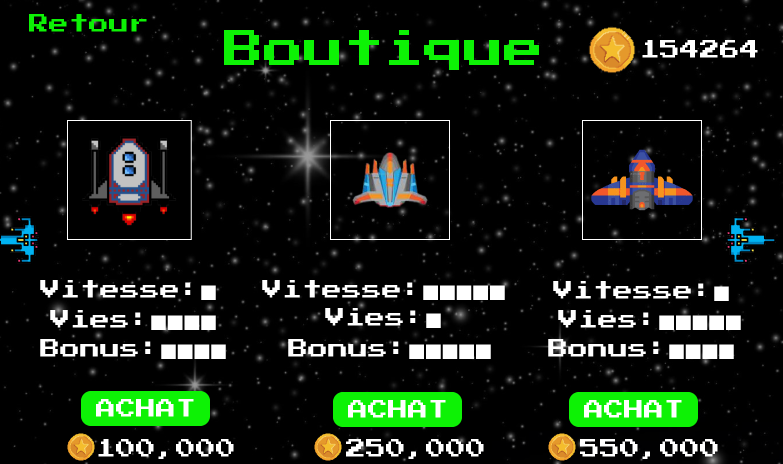 Retour
Boutique
154264
Vitesse:■
Vies:■■■■
Bonus:■■■■
ACHAT
100,000
Vitesse:■■■■■
Vies:■
Bonus:■■■■■
ACHAT
250,000
Vitesse:■
Vies:■■■■■
Bonus:■■■■
ACHAT
550,000